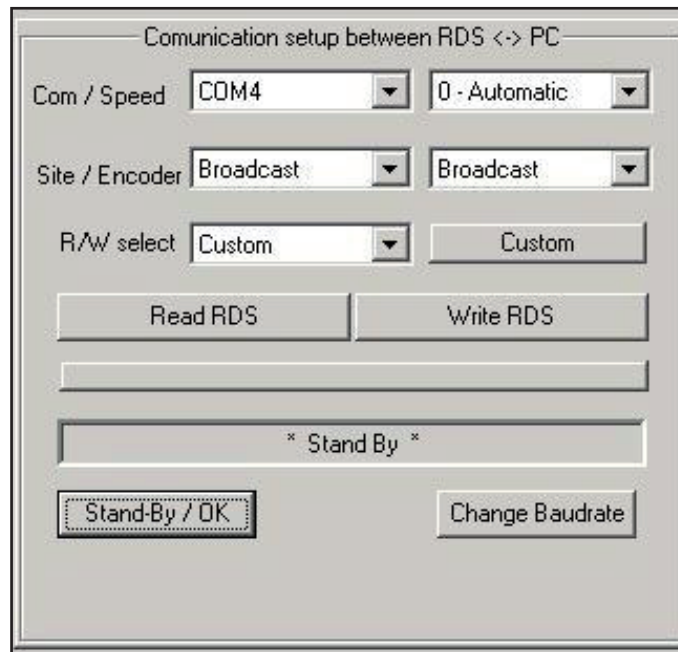 Comunication setup between RDS <-> PC
Com / Speed COM4 0 - Automatic
Site / Encoder Broadcast Broadcast
R/W select Custom Custom
Read RDS Write RDS
* Stand By *
Stand-By / OK Change Baudrate